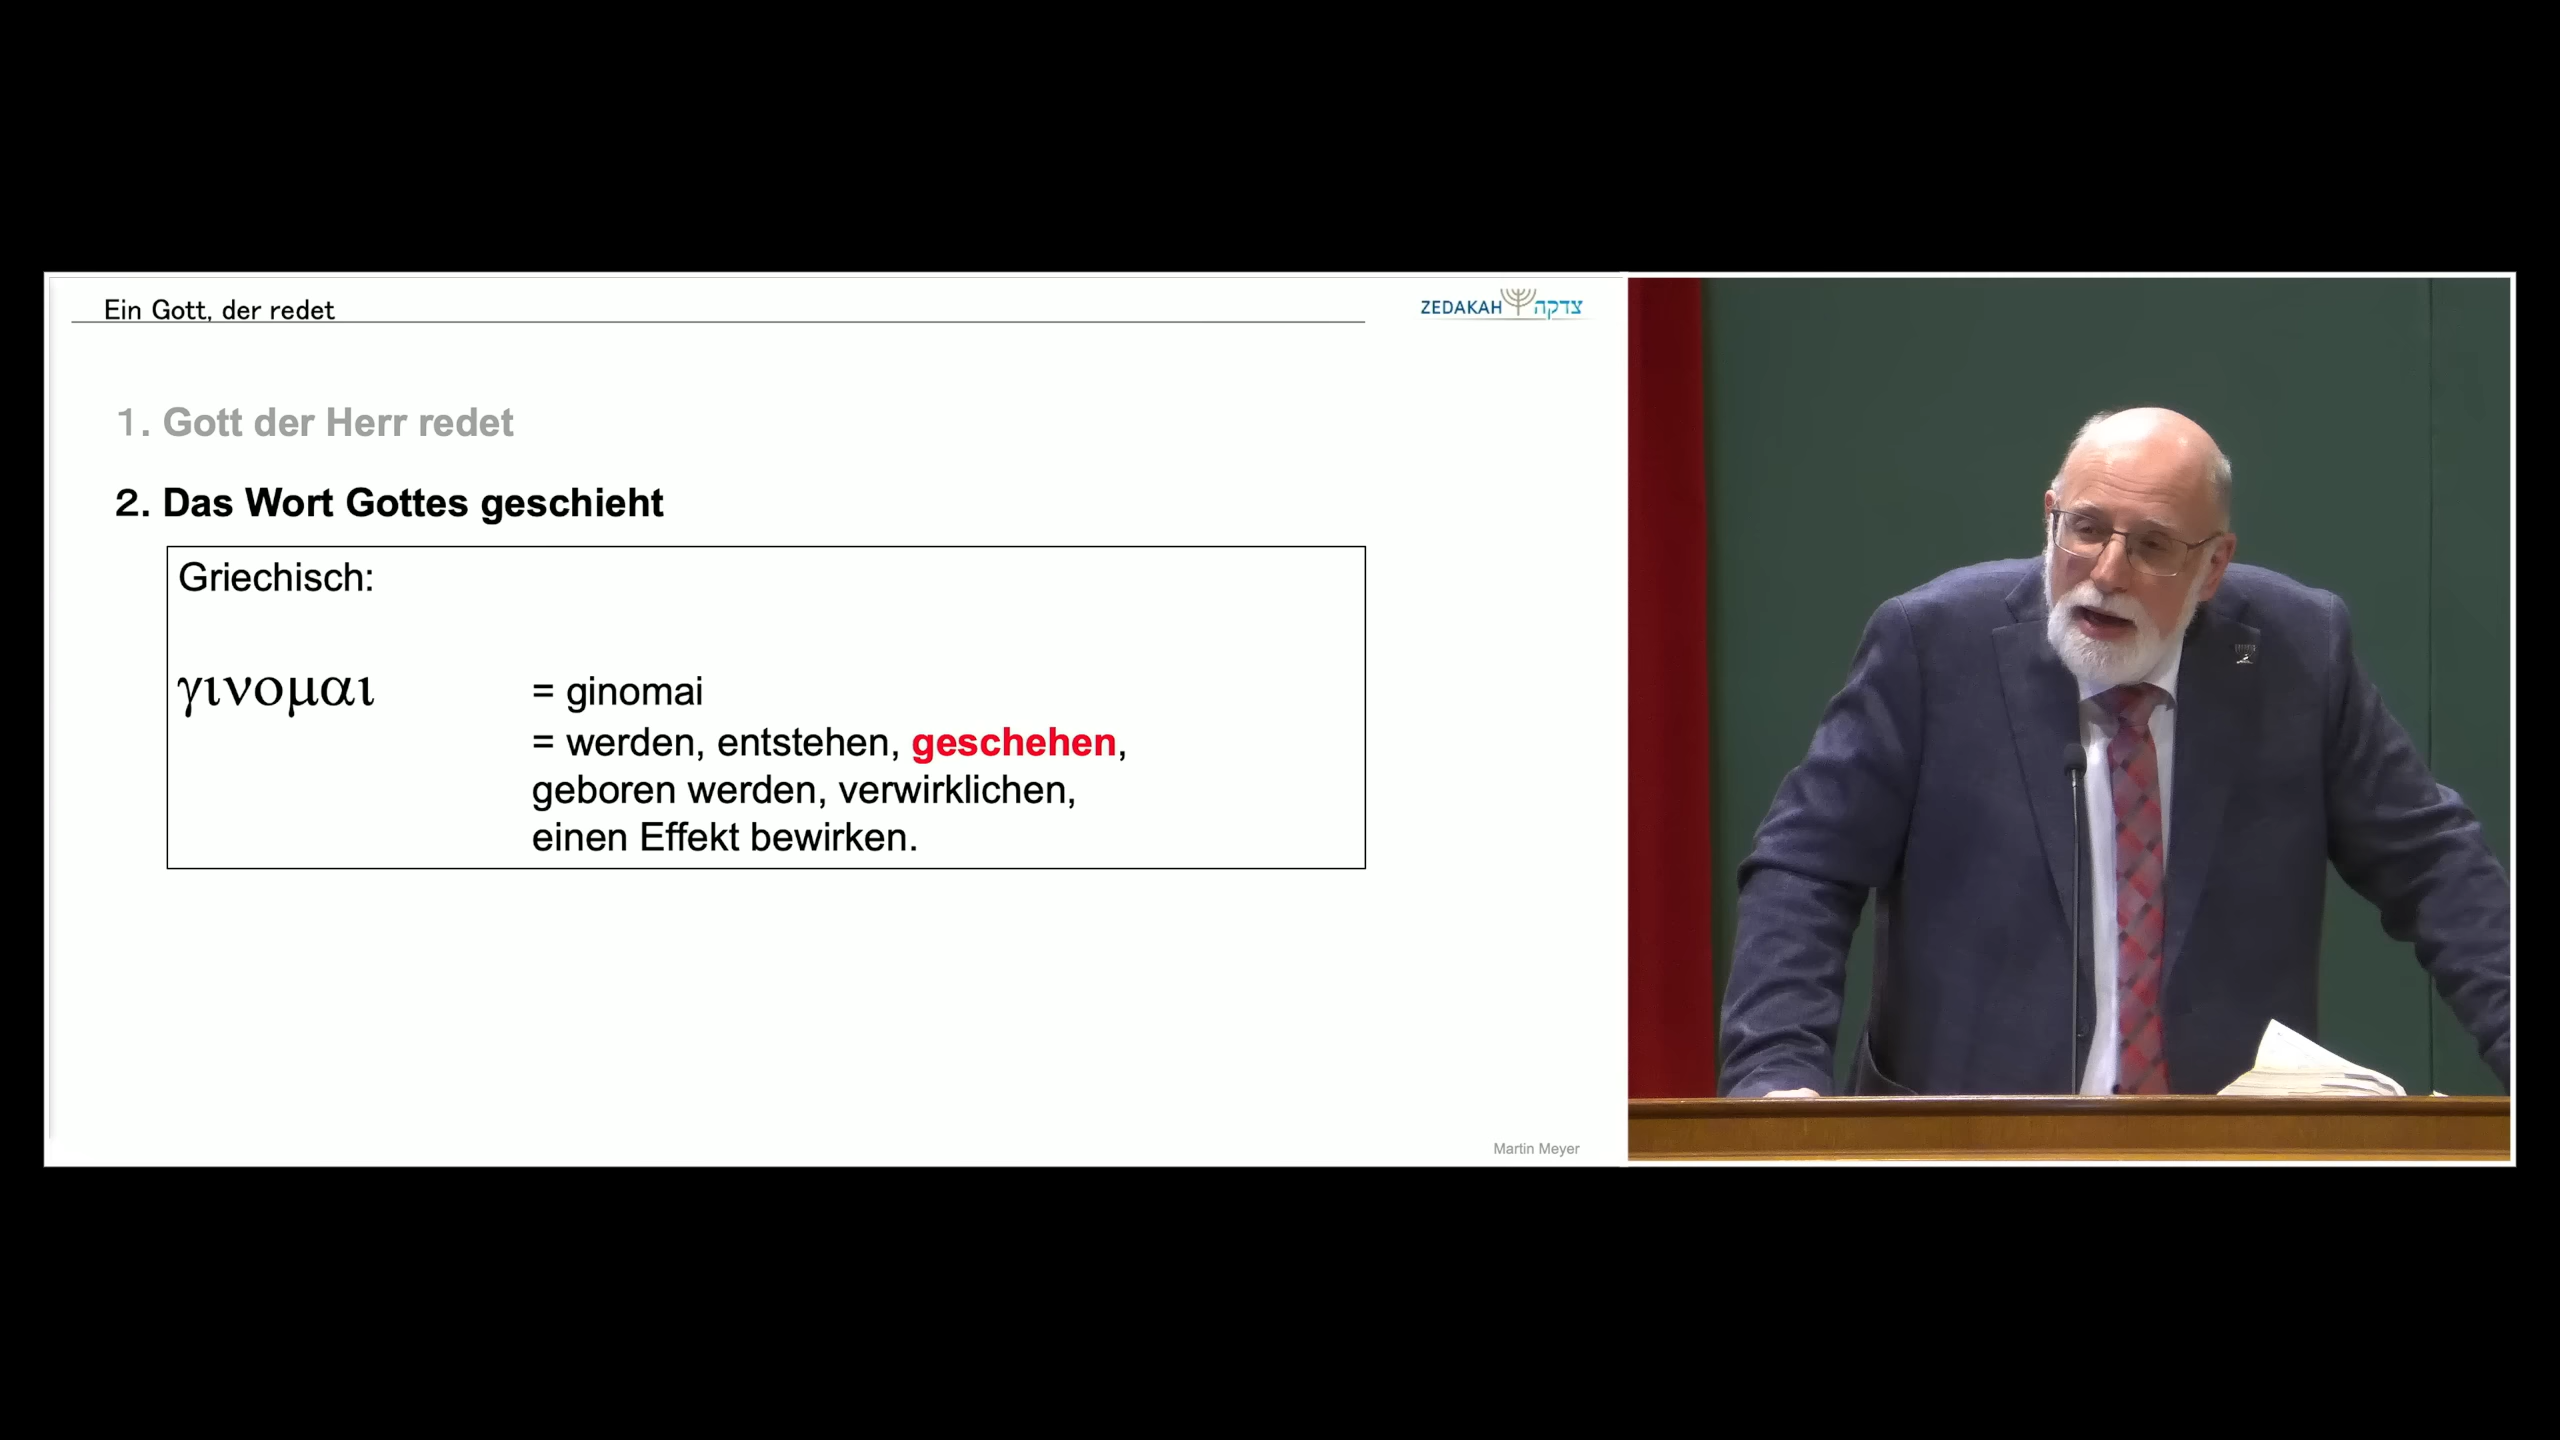 Ein Gott, der redet
ZEDAKAH צדקה
1. Gott der Herr redet
2. Das Wort Gottes geschieht
Griechisch:
γινομαι = ginomai
= werden, entstehen, geschehen,
geboren werden, verwirklichen,
einen Effekt bewirken.
Martin Meyer